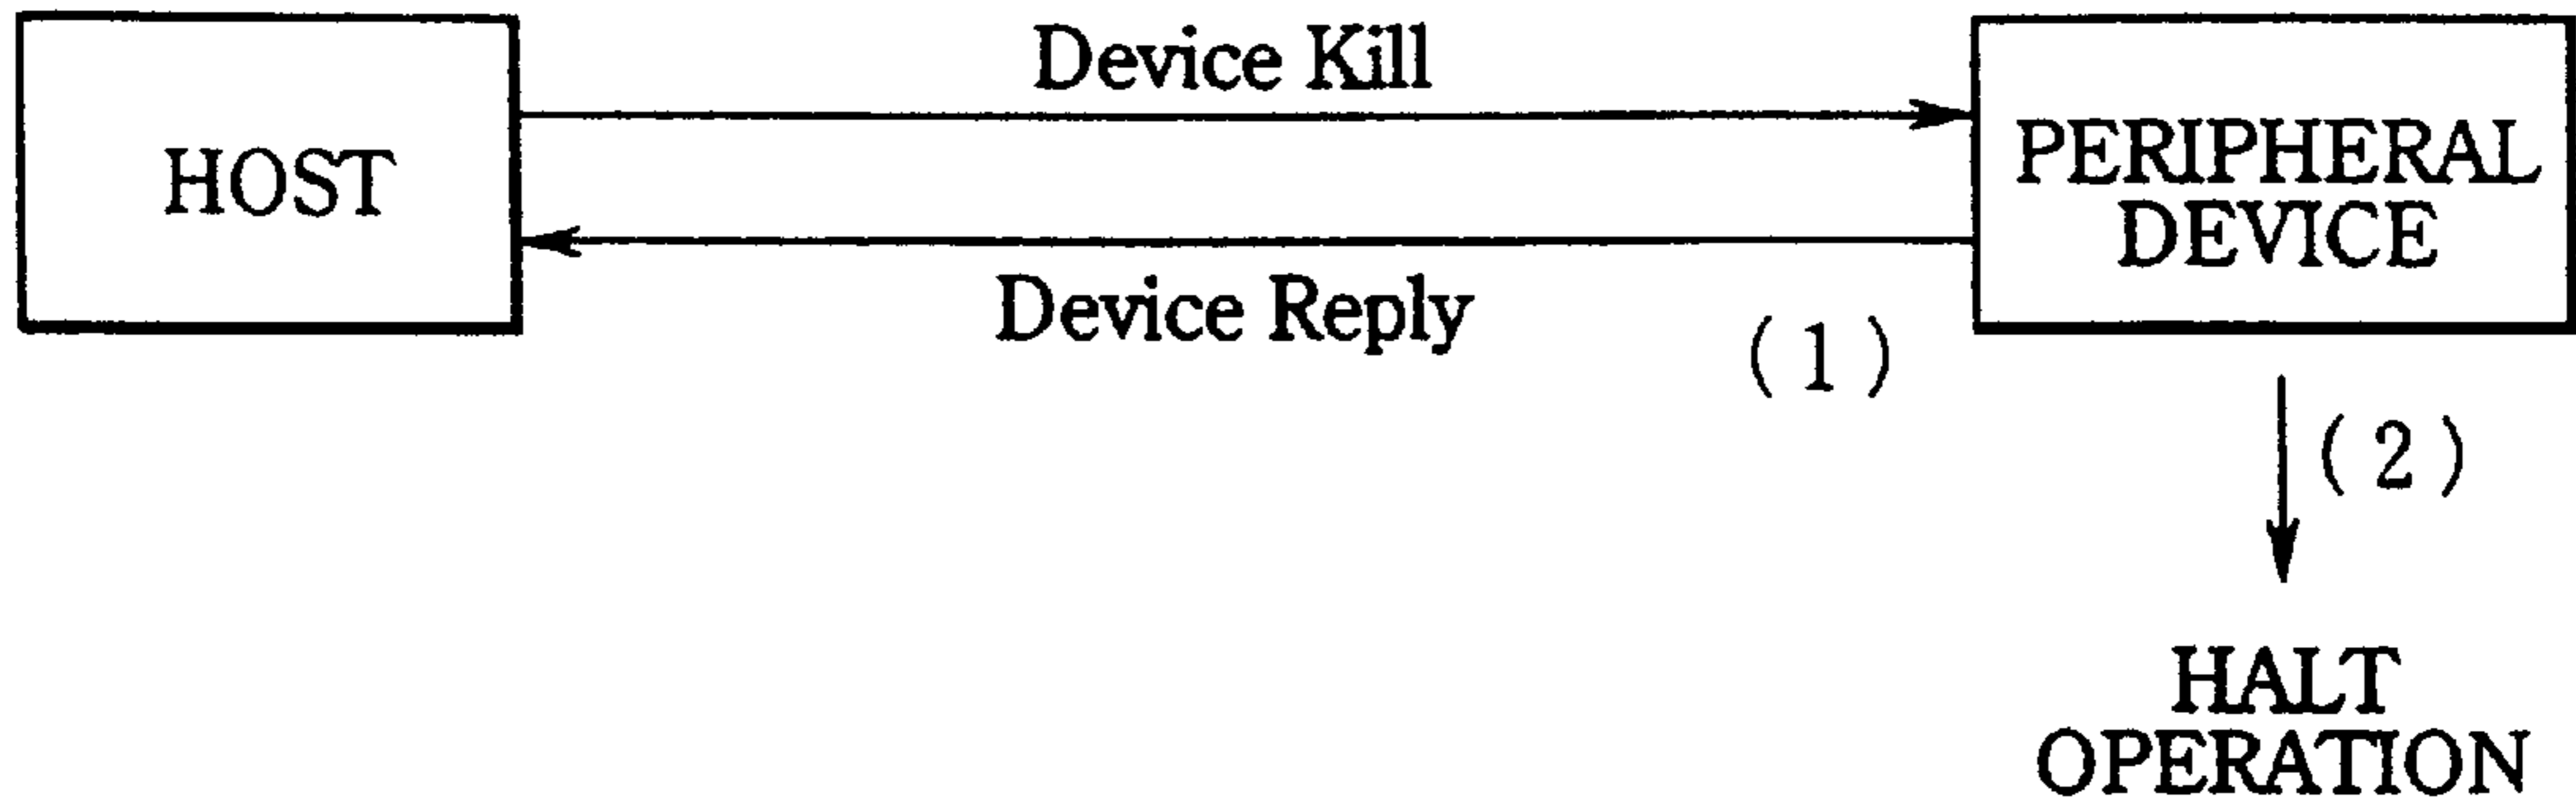 Device Kill
HOST
PERIPHERAL
DEVICE
Device Reply
(1)
(2)
HALT
OPERATION